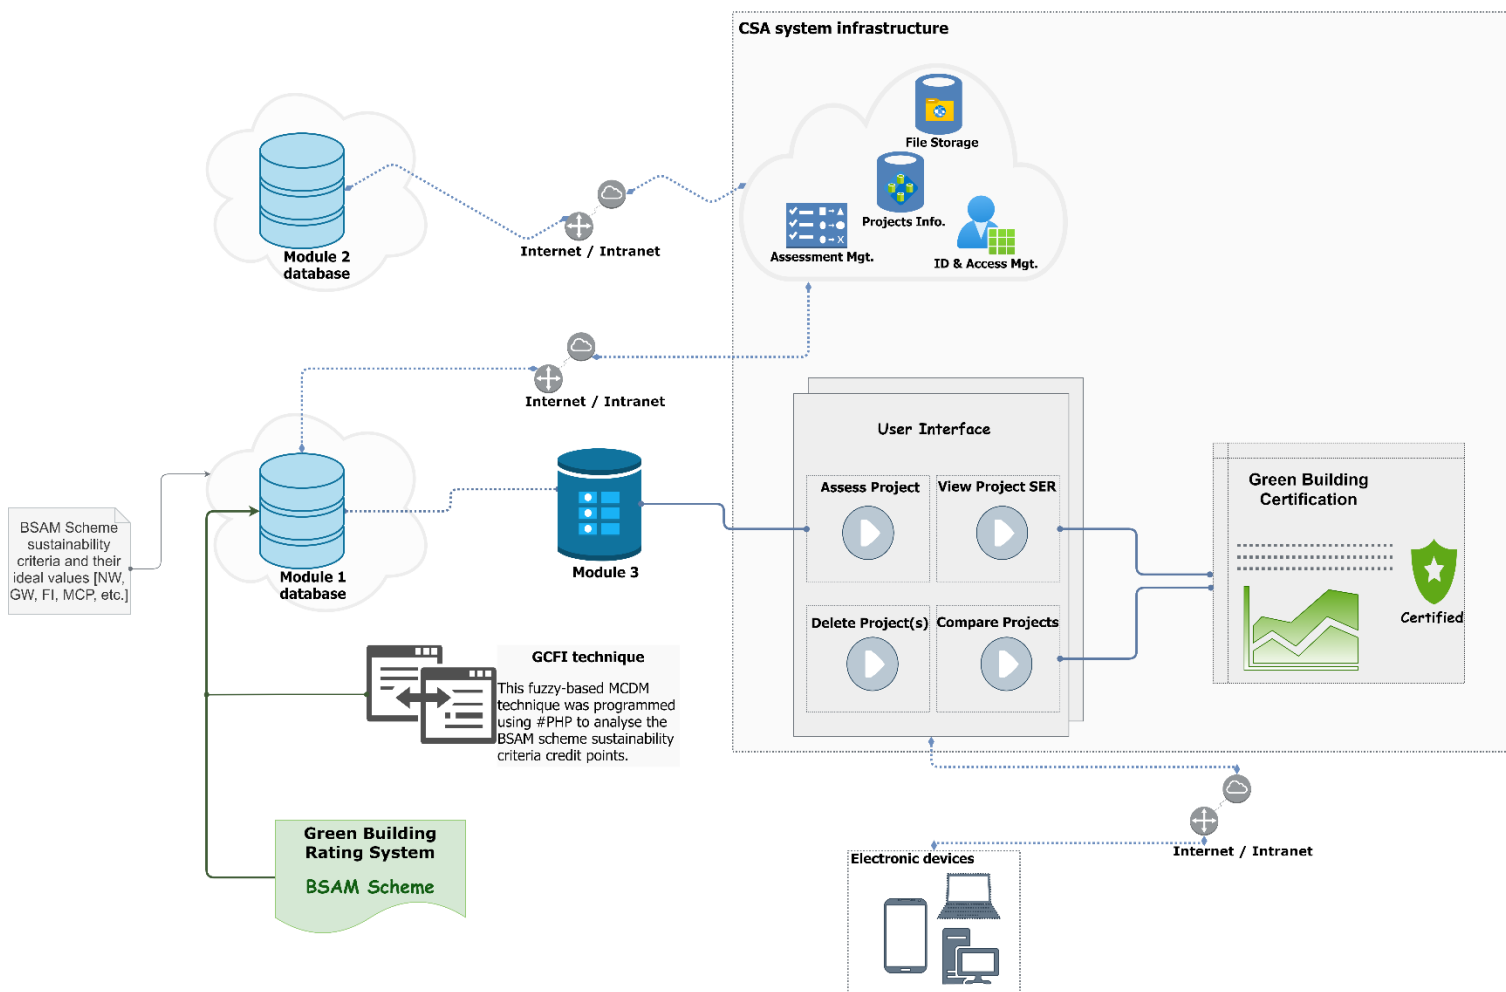 CSA system infrastructure
File Storage
Projects Info.
Assessment Mgt.
ID & Access Mgt.
Module 2
database
Internet / Intranet
Internet / Intranet
BSAM Scheme
sustainability
criteria and their
ideal values [NW,
GW, FI, MCP, etc.]
Module 1
database
Module 3
User Interface
Assess Project
View Project SER
Delete Project(s)
Compare Projects
Green Building
Certification
Certified
GCFI technique
This fuzzy-based MCDM
technique was programmed
using #PHP to analyse the
BSAM scheme sustainability
criteria credit points.
Green Building
Rating System
BSAM Scheme
Internet / Intranet
Electronic devices